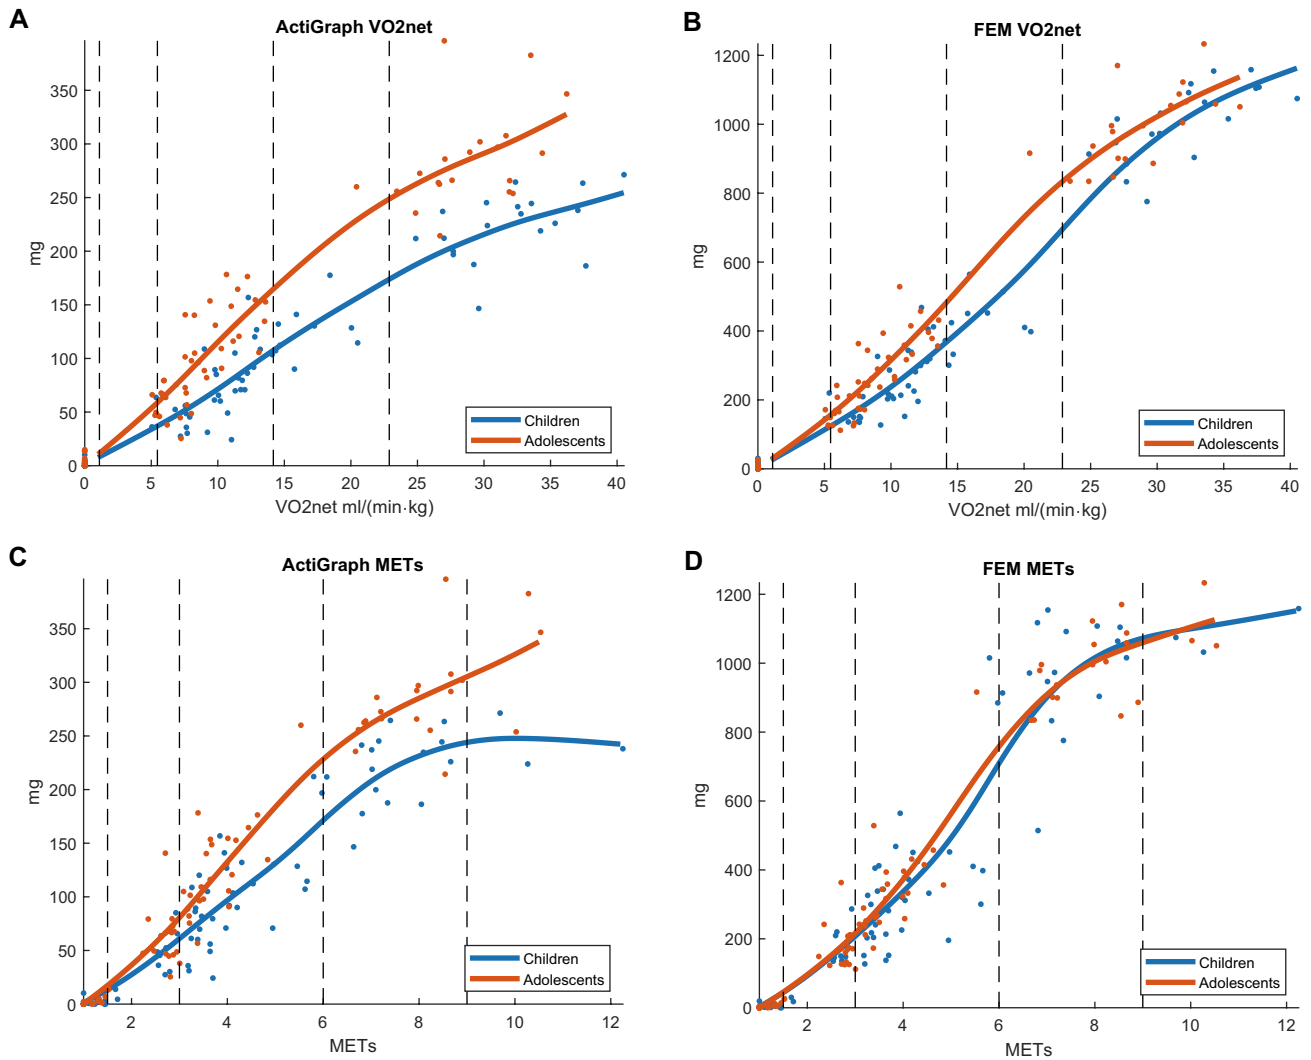 A
ActiGraph VO2net
mg
350
300
250
200
150
100
50
0
0 5 10 15 20 25 30 35 40
VO2net ml/(min·kg)
Children
Adolescents
B
FEM VO2net
mg
1200
1000
800
600
400
200
0
0 5 10 15 20 25 30 35 40
VO2net ml/(min·kg)
Children
Adolescents
C
ActiGraph METs
mg
350
300
250
200
150
100
50
0
2 4 6 8 10 12
METs
Children
Adolescents
D
FEM METs
mg
1200
1000
800
600
400
200
0
2 4 6 8 10 12
METs
Children
Adolescents